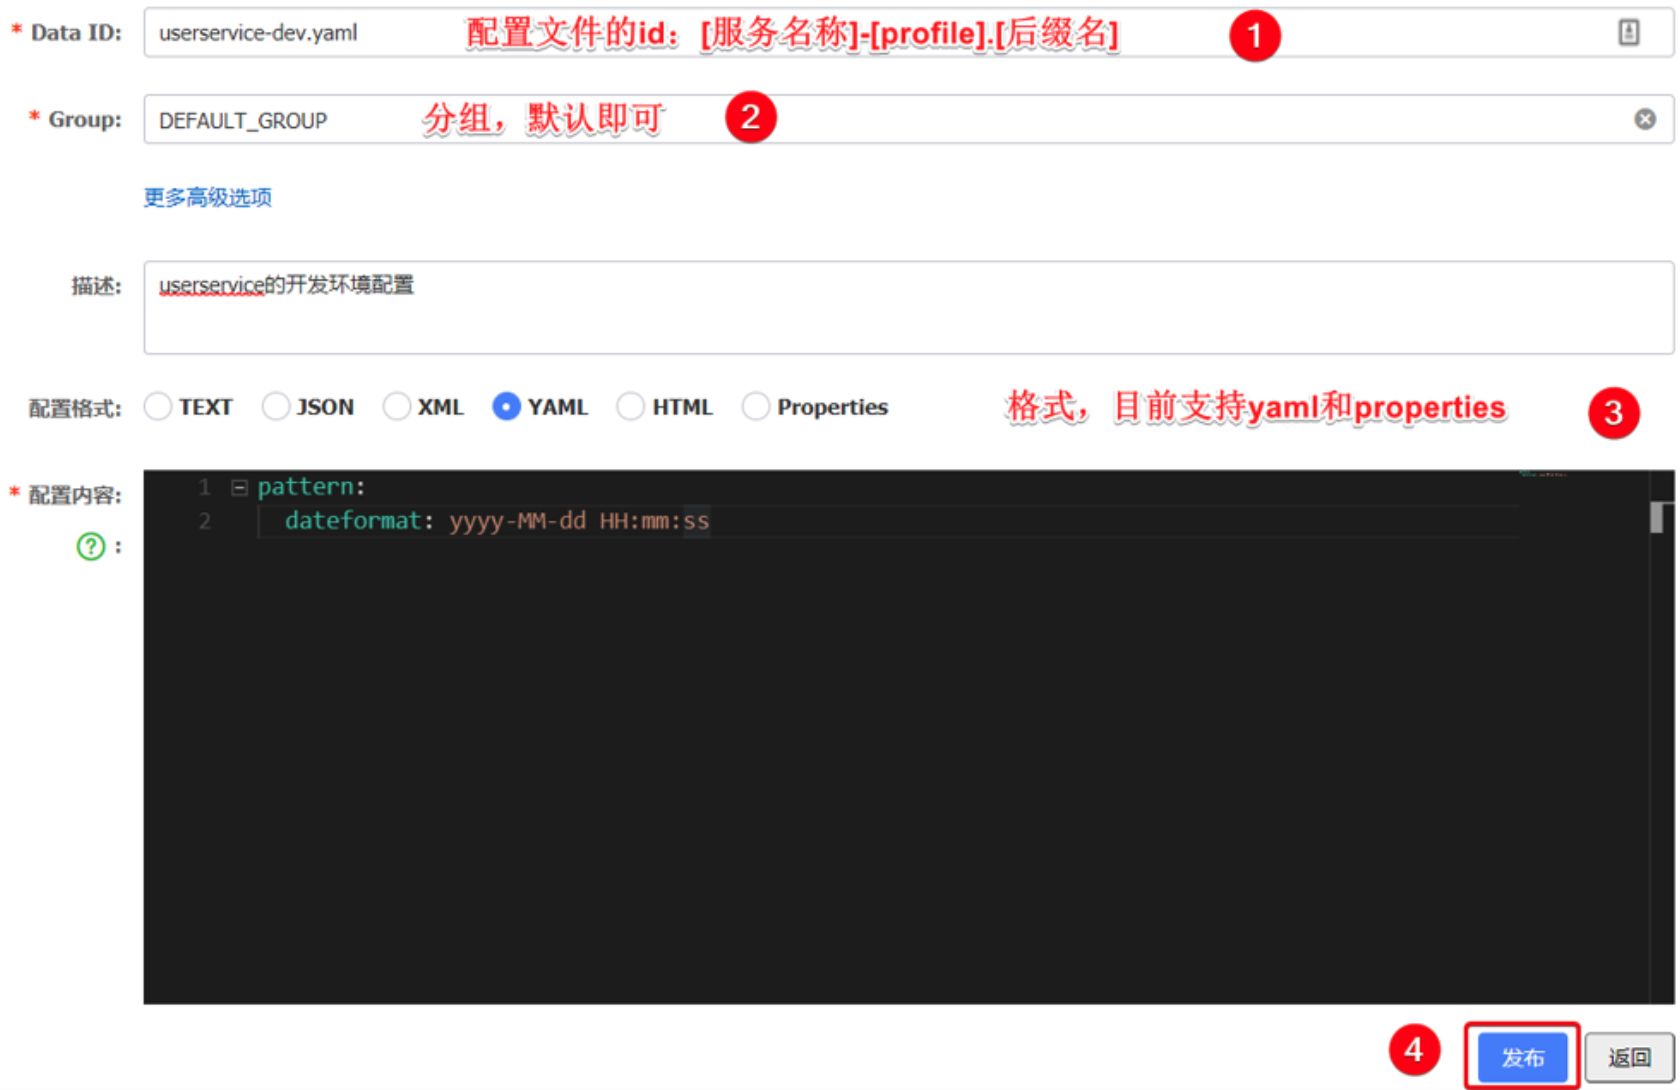 * Data ID: userservice-dev.yaml 配置文件的id：[服务名称]-[profile].[后缀名] 1
* Group: DEFAULT_GROUP 分组，默认即可 2
更多高级选项
描述: userservice的开发环境配置
配置格式: TEXT JSON XML YAML HTML Properties 格式，目前支持yaml和properties 3
* 配置内容: 1 pattern:
? : 2 dateformat: yyyy-MM-dd HH:mm:ss
4 发布 返回